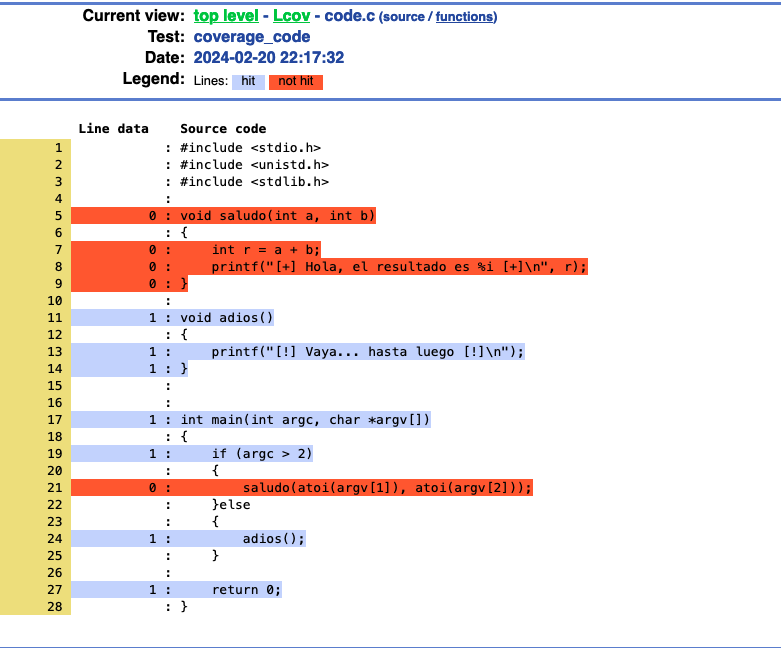 Current view: top level - Lcov - code.c (source / functions)
Test: coverage_code
Date: 2024-02-20 22:17:32
Legend: Lines: hit not hit
Line data Source code
1 : #include <stdio.h>
2 : #include <unistd.h>
3 : #include <stdlib.h>
4 :
5 0 : void saludo(int a, int b)
6 : {
7 0 :     int r = a + b;
8 0 :     printf("[+] Hola, el resultado es %i [+]\n", r);
9 0 : }
10 :
11 1 : void adios()
12 : {
13 1 :     printf("[!] Vaya... hasta luego [!]\n");
14 1 : }
15 :
16 :
17 1 : int main(int argc, char *argv[])
18 : {
19 1 :     if (argc > 2)
20 :     {
21 0 :         saludo(atoi(argv[1]), atoi(argv[2]));
22 :     }else
23 :     {
24 1 :         adios();
25 :     }
26 :
27 1 :     return 0;
28 : }